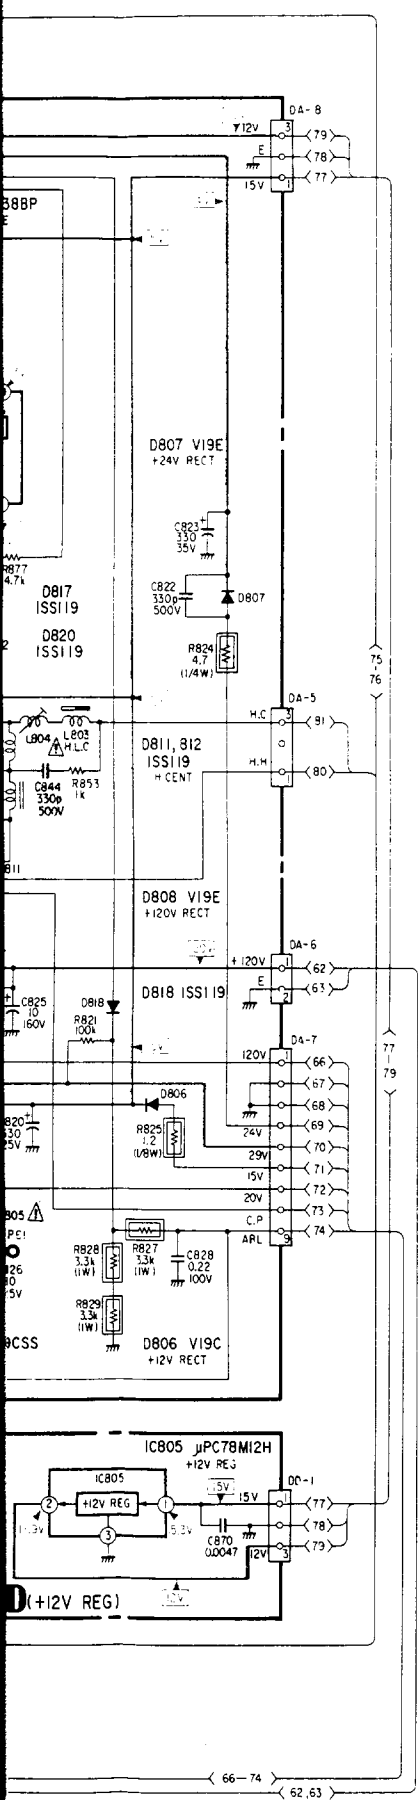 DA-8
12V
3
79
E
78
15V
1
77
38BP
D807 V19E
+24V RECT
C823
330
35V
R877
4.7k
C822
330p
500V
D807
D817
1SS119
D820
1SS119
R824
4.7
(1/4W)
75
—
76
DA-5
H.C
3
81
L804
L803
H.L.C
D811, 812
1SS119
H CENT
H.H
1
80
C844
330p
500V
R853
1k
811
D808 V19E
+120V RECT
DA-6
+120V
1
62
E
2
63
D818 1SS119
C825
10
160V
D818
R821
100k
DA-7
77
—
79
120V
1
66
67
68
D806
24V
69
R825
1.2
(1/8W)
29V
70
15V
71
20V
72
73
C.P
ABL
9
74
R828
3.3k
(1W)
R827
3.3k
(1W)
C828
0.22
100V
R829
3.3k
(1W)
D806 V19C
+12V RECT
IC805 μPC78M12H
+12V REG
IC805
DD-1
2
+12V REG
1
15V
15V
1
77
3
C870
0.0047
78
12V
3
79
D (+12V REG)
66—74
62,63